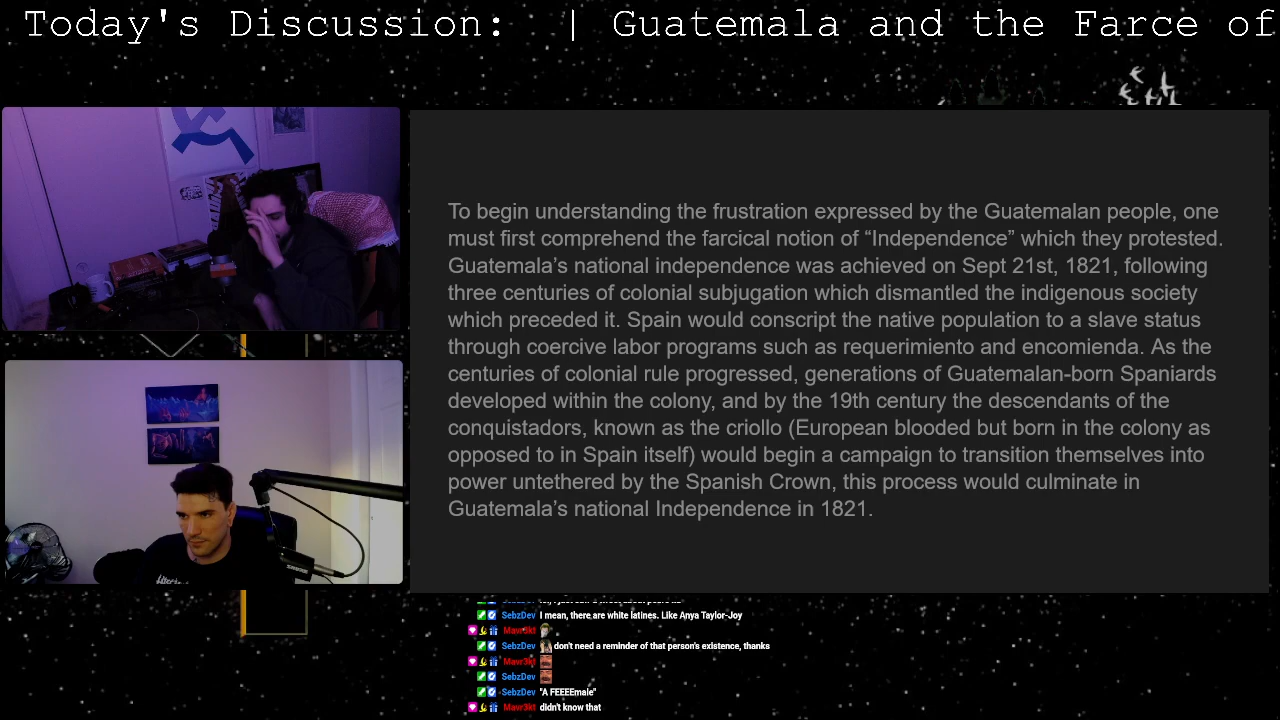 Today's Discussion: | Guatemala and the Farce of
To begin understanding the frustration expressed by the Guatemalan people, one
must first comprehend the farcical notion of “Independence” which they protested.
Guatemala’s national independence was achieved on Sept 21st, 1821, following
three centuries of colonial subjugation which dismantled the indigenous society
which preceded it. Spain would conscript the native population to a slave status
through coercive labor programs such as requerimiento and encomienda. As the
centuries of colonial rule progressed, generations of Guatemalan-born Spaniards
developed within the colony, and by the 19th century the descendants of the
conquistadors, known as the criollo (European blooded but born in the colony as
opposed to in Spain itself) would begin a campaign to transition themselves into
power untethered by the Spanish Crown, this process would culminate in
Guatemala’s national Independence in 1821.
SebzDev I mean, there are white latines. Like Anya Taylor-Joy
Mavr3kt
SebzDev don't need a reminder of that person's existence, thanks
Mavr3kt
SebzDev
SebzDev "A FEEEEmale"
Mavr3kt didn't know that
SHURE